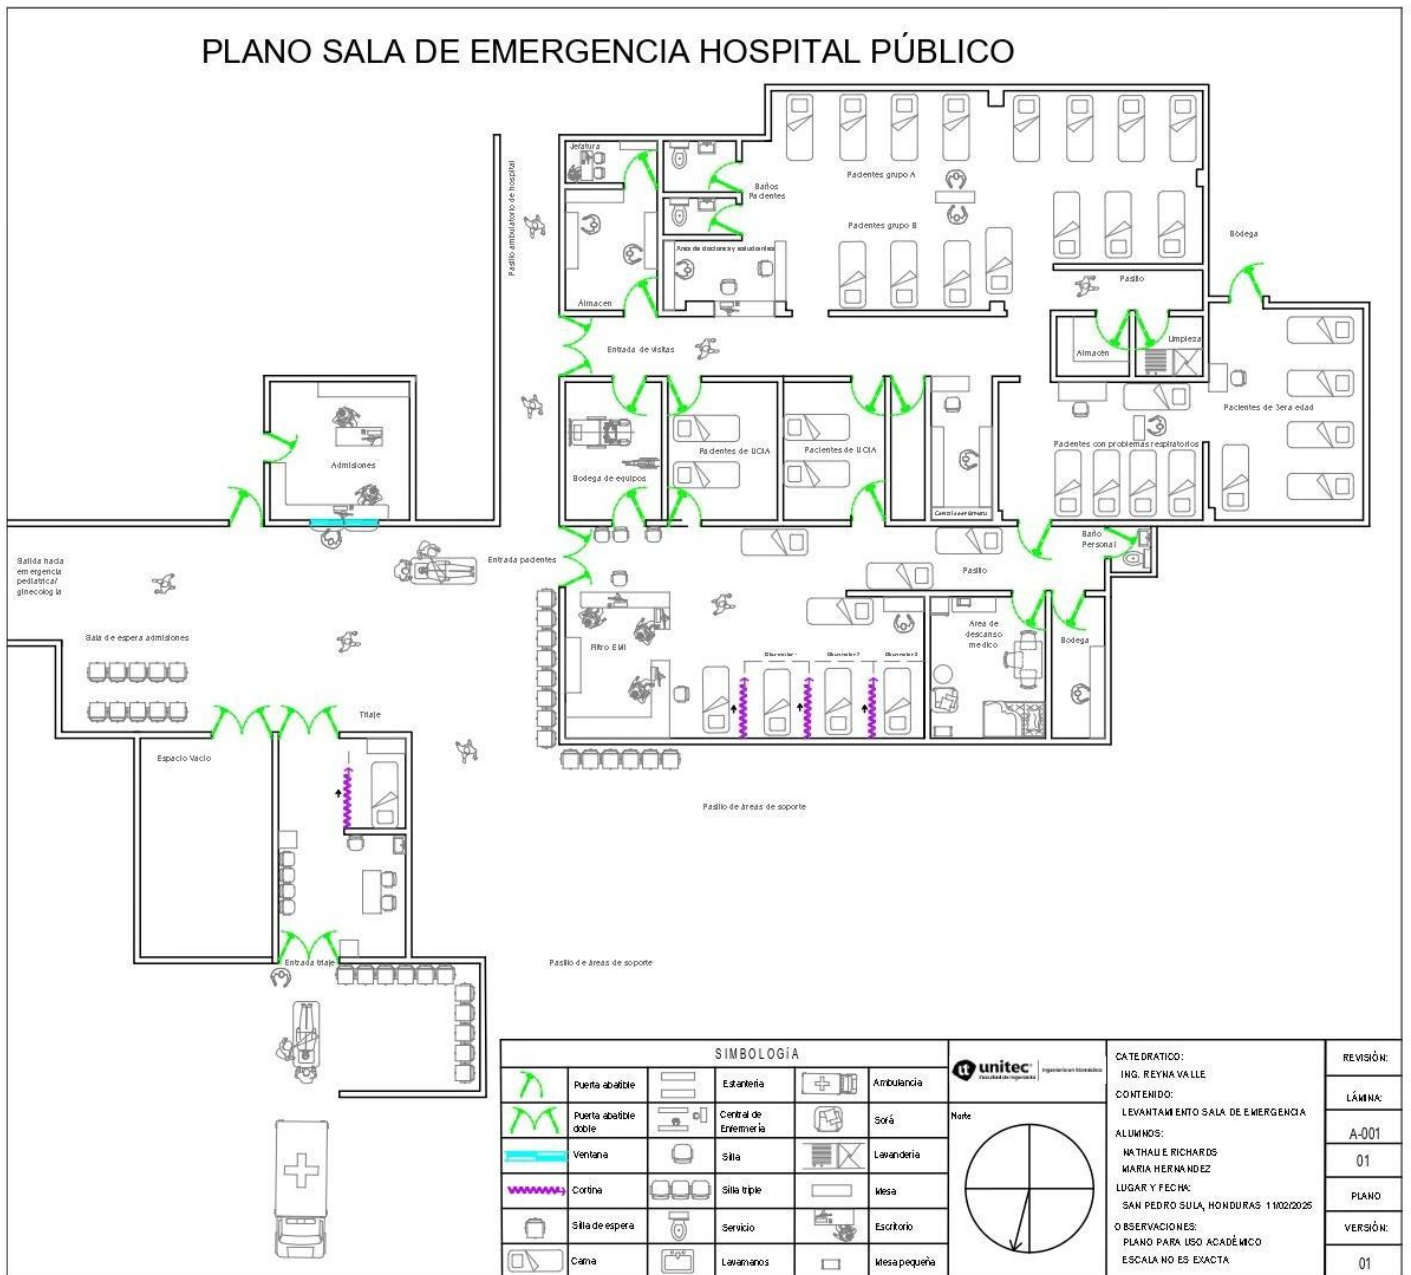 PLANO SALA DE EMERGENCIA HOSPITAL PÚBLICO
Jefatura
Pasillo ambulatorio de hospital
Baños
Pacientes
Pacientes grupo A
Pacientes grupo B
Bodega
Pasillo
Almacen
Entrada de visitas
Almacén
Limpieza
Pacientes de 3era edad
Admisiones
Pacientes de UCIA
Pacientes de UCIA
Pacientes con problemas respiratorios
Bodega de equipos
Entrada pacientes
Baño
Personal
Pasillo
Salida hacia
emergencia
pediatrica/
ginecologia
Sala de espera admisiones
Filtro EMI
Area de
descanso
medico
Bodega
Triaje
Espacio Vacio
Pasillo de áreas de soporte
Entrada triaje
Pasillo de áreas de soporte
SIMBOLOGÍA
Puerta abatible
Estantería
Ambulancia
Puerta abatible
doble
Central de
Enfermería
Sofá
Ventana
Silla
Lavandería
Cortina
Silla triple
Mesa
Silla de espera
Servicio
Escritorio
Cama
Lavamanos
Mesa pequeña
unitec
Norte
CATEDRATICO:
ING. REYNA VALLE
CONTENIDO:
LEVANTAMIENTO SALA DE EMERGENCIA
ALUMNOS:
NATHALIE RICHARDS
MARIA HERNANDEZ
LUGAR Y FECHA:
SAN PEDRO SULA, HONDURAS 11/02/2025
OBSERVACIONES:
PLANO PARA USO ACADÉMICO
ESCALA NO ES EXACTA
REVISIÓN:
LÁMINA:
A-001
01
PLANO
VERSIÓN:
01